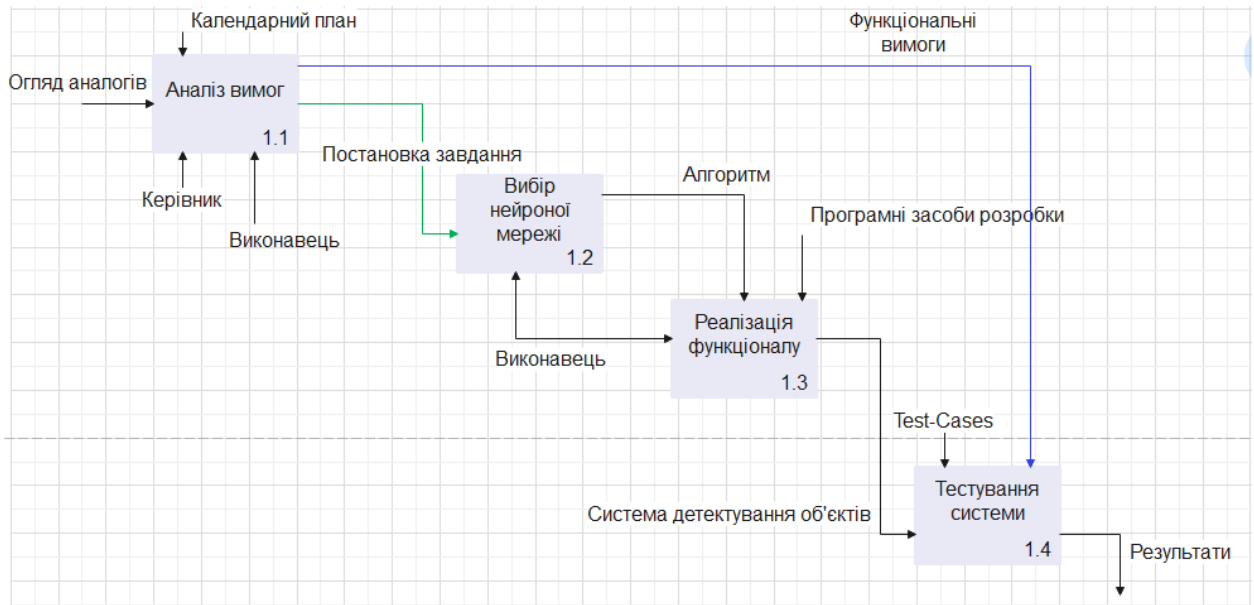 Календарний план
Функціональні
вимоги
Огляд аналогів
Аналіз вимог
1.1
Постановка завдання
Керівник
Виконавець
Вибір
нейроної
мережі
1.2
Алгоритм
Програмні засоби розробки
Реалізація
функціоналу
1.3
Виконавець
Test-Cases
Тестування
системи
1.4
Система детектування об'єктів
Результати